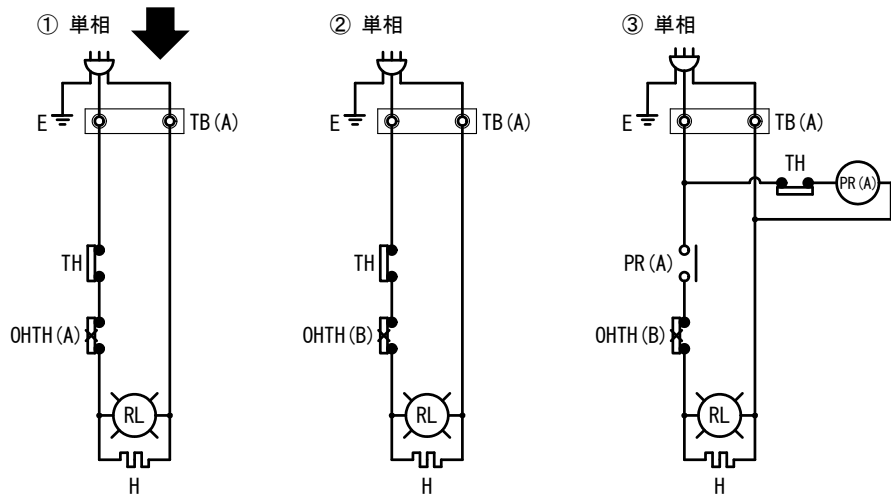 ① 単相
② 単相
③ 単相
E
TB(A)
E
TB(A)
E
TB(A)
TH
PR(A)
TH
TH
PR(A)
OHTH(A)
OHTH(B)
OHTH(B)
RL
RL
RL
H
H
H